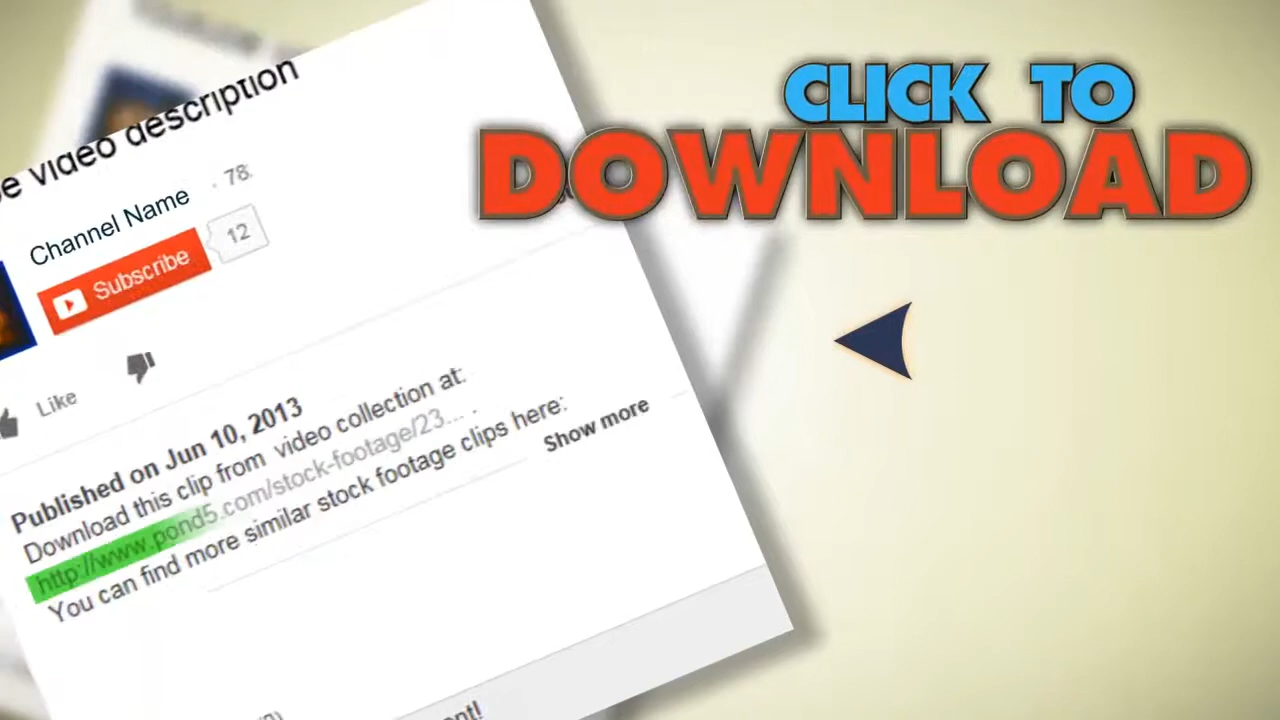 CLICK TO
DOWNLOAD
video description
Channel Name
78
Subscribe
12
Like
Published on Jun 10, 2013
Download this clip from video collection at:
http://www.pond5.com/stock-footage/23...
You can find more similar stock footage clips here:
Show more